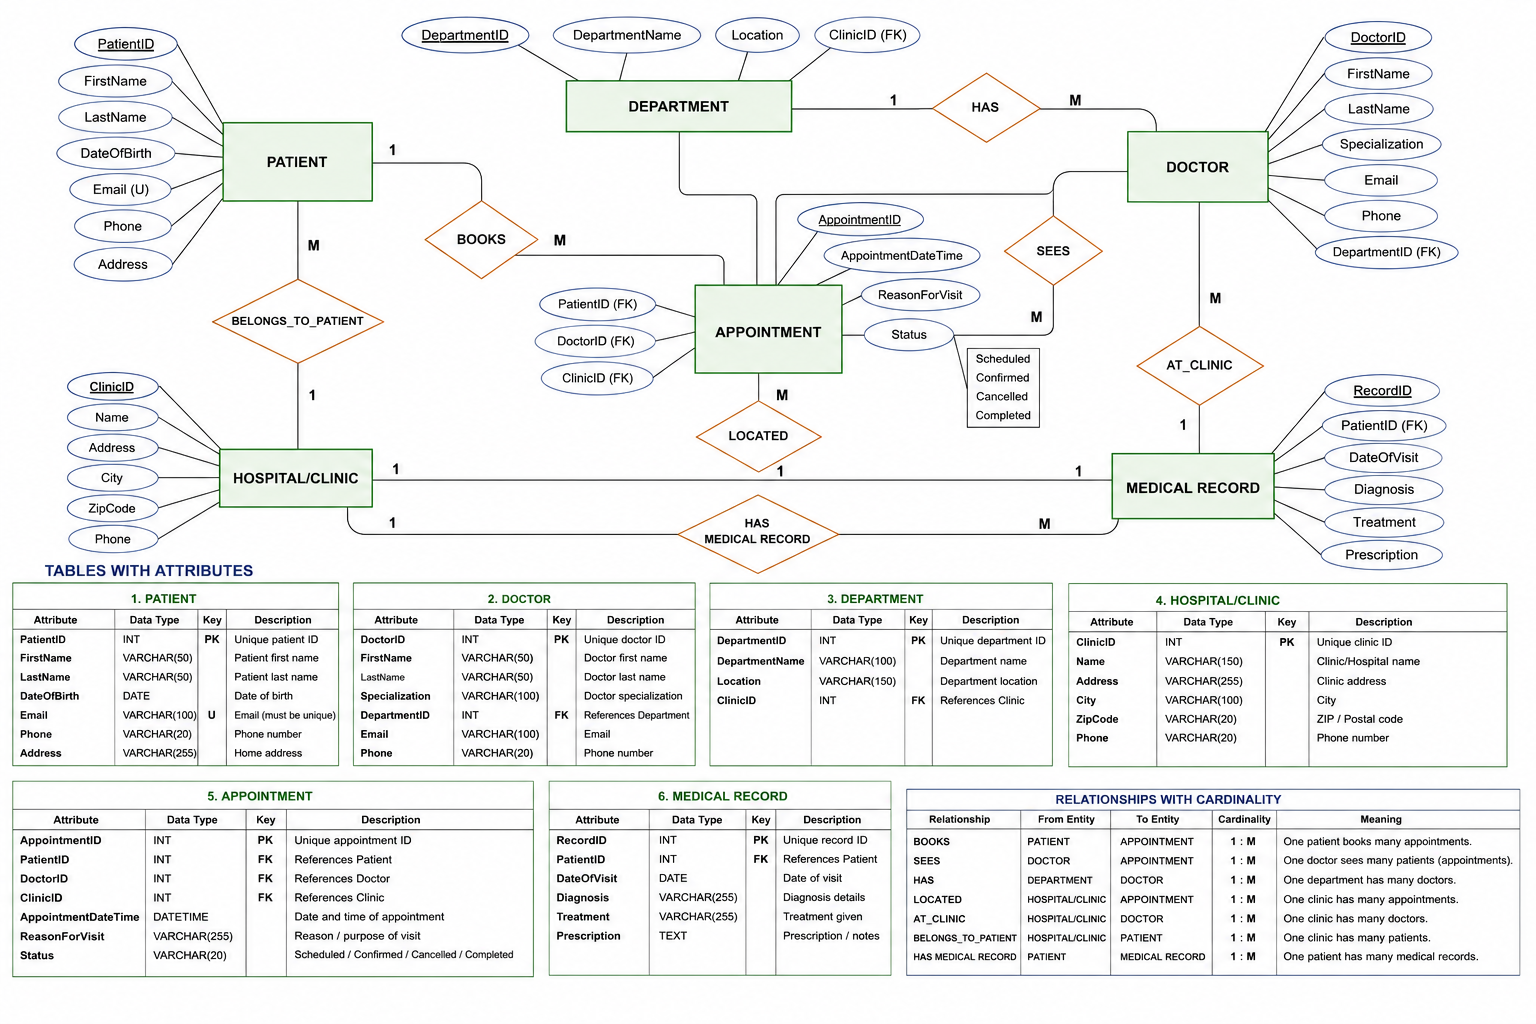 PatientID
FirstName
LastName
DateOfBirth
Email (U)
Phone
Address
PATIENT
DepartmentID
DepartmentName
Location
ClinicID (FK)
DEPARTMENT
1
HAS
M
DoctorID
FirstName
LastName
Specialization
Email
Phone
DepartmentID (FK)
DOCTOR
1
BOOKS
M
M
BELONGS_TO_PATIENT
1
AppointmentID
AppointmentDateTime
ReasonForVisit
Status
Scheduled
Confirmed
Cancelled
Completed
PatientID (FK)
DoctorID (FK)
ClinicID (FK)
APPOINTMENT
SEES
M
M
AT_CLINIC
1
M
LOCATED
ClinicID
Name
Address
City
ZipCode
Phone
HOSPITAL/CLINIC
1
1
1
RecordID
PatientID (FK)
DateOfVisit
Diagnosis
Treatment
Prescription
MEDICAL RECORD
1
HAS
MEDICAL RECORD
M
TABLES WITH ATTRIBUTES
1. PATIENT
Attribute Data Type Key Description
PatientID INT PK Unique patient ID
FirstName VARCHAR(50) Patient first name
LastName VARCHAR(50) Patient last name
DateOfBirth DATE Date of birth
Email VARCHAR(100) U Email (must be unique)
Phone VARCHAR(20) Phone number
Address VARCHAR(255) Home address
2. DOCTOR
Attribute Data Type Key Description
DoctorID INT PK Unique doctor ID
FirstName VARCHAR(50) Doctor first name
LastName VARCHAR(50) Doctor last name
Specialization VARCHAR(100) Doctor specialization
DepartmentID INT FK References Department
Email VARCHAR(100) Email
Phone VARCHAR(20) Phone number
3. DEPARTMENT
Attribute Data Type Key Description
DepartmentID INT PK Unique department ID
DepartmentName VARCHAR(100) Department name
Location VARCHAR(150) Department location
ClinicID INT FK References Clinic
4. HOSPITAL/CLINIC
Attribute Data Type Key Description
ClinicID INT PK Unique clinic ID
Name VARCHAR(150) Clinic/Hospital name
Address VARCHAR(255) Clinic address
City VARCHAR(100) City
ZipCode VARCHAR(20) ZIP / Postal code
Phone VARCHAR(20) Phone number
5. APPOINTMENT
Attribute Data Type Key Description
AppointmentID INT PK Unique appointment ID
PatientID INT FK References Patient
DoctorID INT FK References Doctor
ClinicID INT FK References Clinic
AppointmentDateTime DATETIME Date and time of appointment
ReasonForVisit VARCHAR(255) Reason / purpose of visit
Status VARCHAR(20) Scheduled / Confirmed / Cancelled / Completed
6. MEDICAL RECORD
Attribute Data Type Key Description
RecordID INT PK Unique record ID
PatientID INT FK References Patient
DateOfVisit DATE Date of visit
Diagnosis VARCHAR(255) Diagnosis details
Treatment VARCHAR(255) Treatment given
Prescription TEXT Prescription / notes
RELATIONSHIPS WITH CARDINALITY
Relationship From Entity To Entity Cardinality Meaning
BOOKS PATIENT APPOINTMENT 1 : M One patient books many appointments.
SEES DOCTOR APPOINTMENT 1 : M One doctor sees many patients (appointments).
HAS DEPARTMENT DOCTOR 1 : M One department has many doctors.
LOCATED HOSPITAL/CLINIC APPOINTMENT 1 : M One clinic has many appointments.
AT_CLINIC HOSPITAL/CLINIC DOCTOR 1 : M One clinic has many doctors.
BELONGS_TO_PATIENT HOSPITAL/CLINIC PATIENT 1 : M One clinic has many patients.
HAS MEDICAL RECORD PATIENT MEDICAL RECORD 1 : M One patient has many medical records.